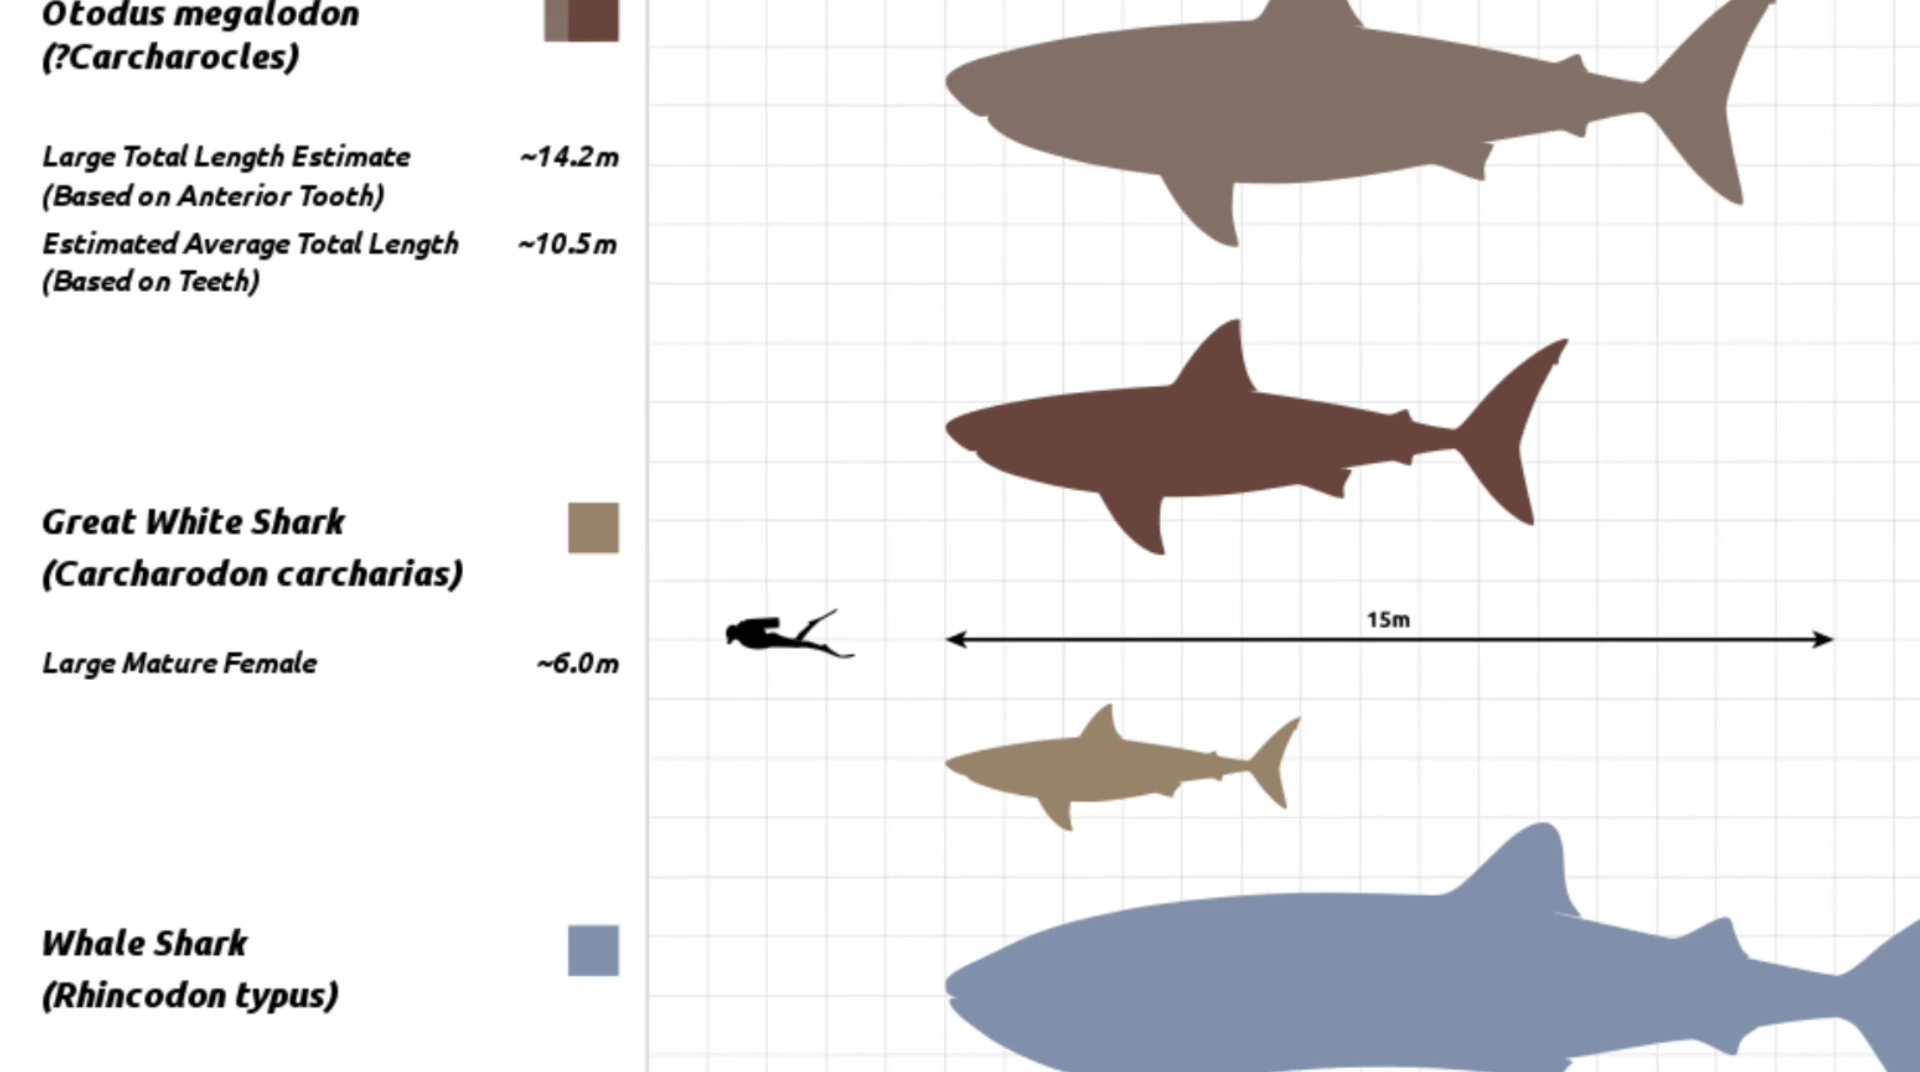 Otodus megalodon
(?Carcharocles)
Large Total Length Estimate ~14.2m
(Based on Anterior Tooth)
Estimated Average Total Length ~10.5m
(Based on Teeth)
Great White Shark
(Carcharodon carcharias)
15m
Large Mature Female ~6.0m
Whale Shark
(Rhincodon typus)